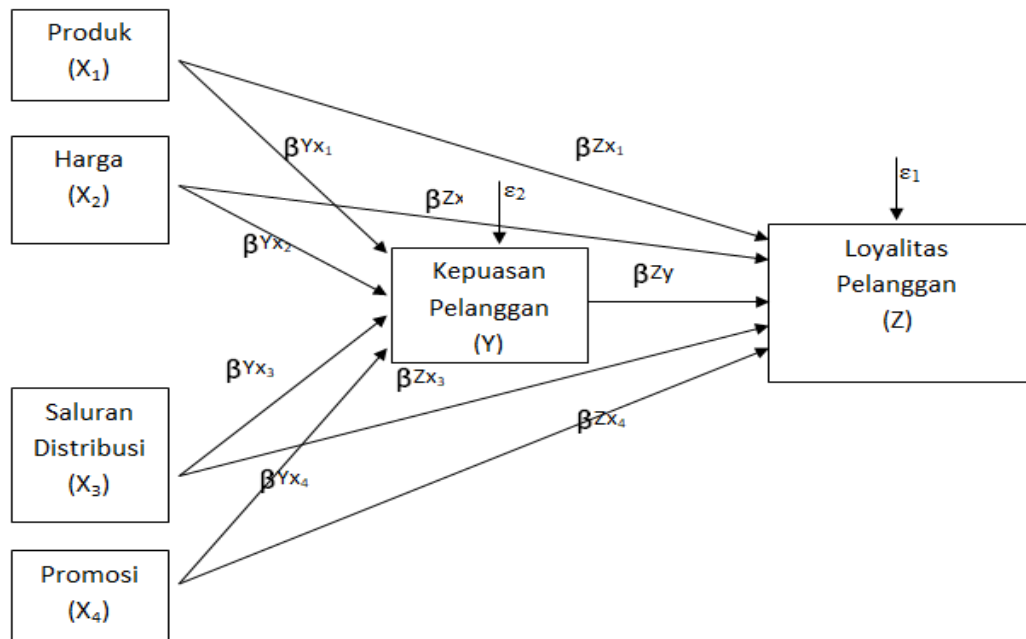 Produk
(X₁)
Harga
(X₂)
βYx₁
βZx₁
βZx
ε₂
ε₁
βYx₂
Kepuasan
Pelanggan
(Y)
βZy
Loyalitas
Pelanggan
(Z)
βYx₃
βZx₃
Saluran
Distribusi
(X₃)
βZx₄
βYx₄
Promosi
(X₄)